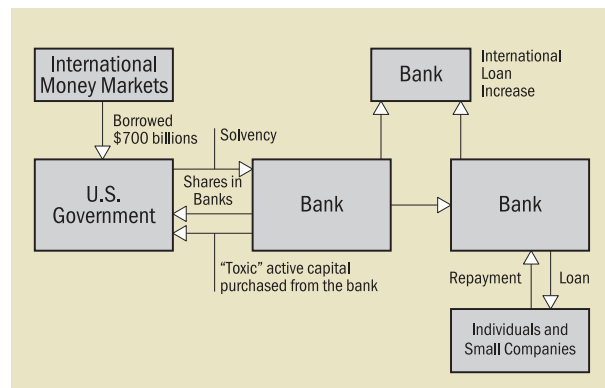 International
Money Markets
Bank
International
Loan
Increase
Borrowed
$700 billions
Solvency
U.S.
Government
Shares in
Banks
Bank
Bank
“Toxic” active capital
purchased from the bank
Repayment
Loan
Individuals and
Small Companies